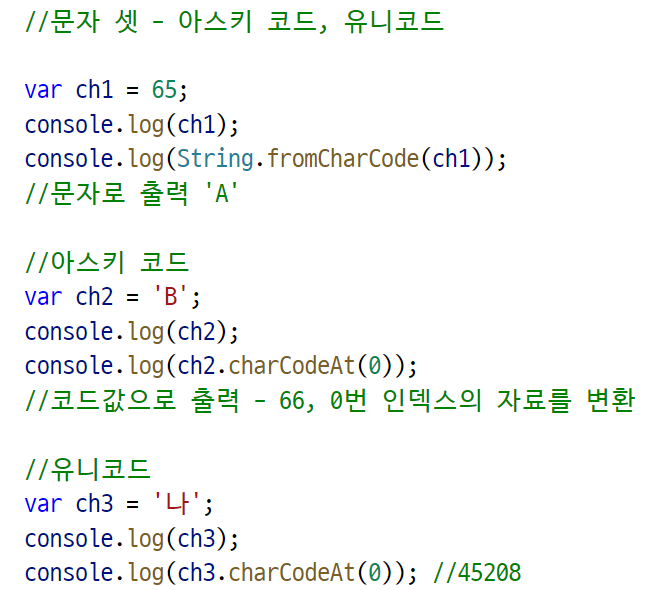 //문자 셋 - 아스키 코드, 유니코드
var ch1 = 65;
console.log(ch1);
console.log(String.fromCharCode(ch1));
//문자로 출력 'A'
//아스키 코드
var ch2 = 'B';
console.log(ch2);
console.log(ch2.charCodeAt(0));
//코드값으로 출력 - 66, 0번 인덱스의 자료를 변환
//유니코드
var ch3 = '나';
console.log(ch3);
console.log(ch3.charCodeAt(0)); //45208